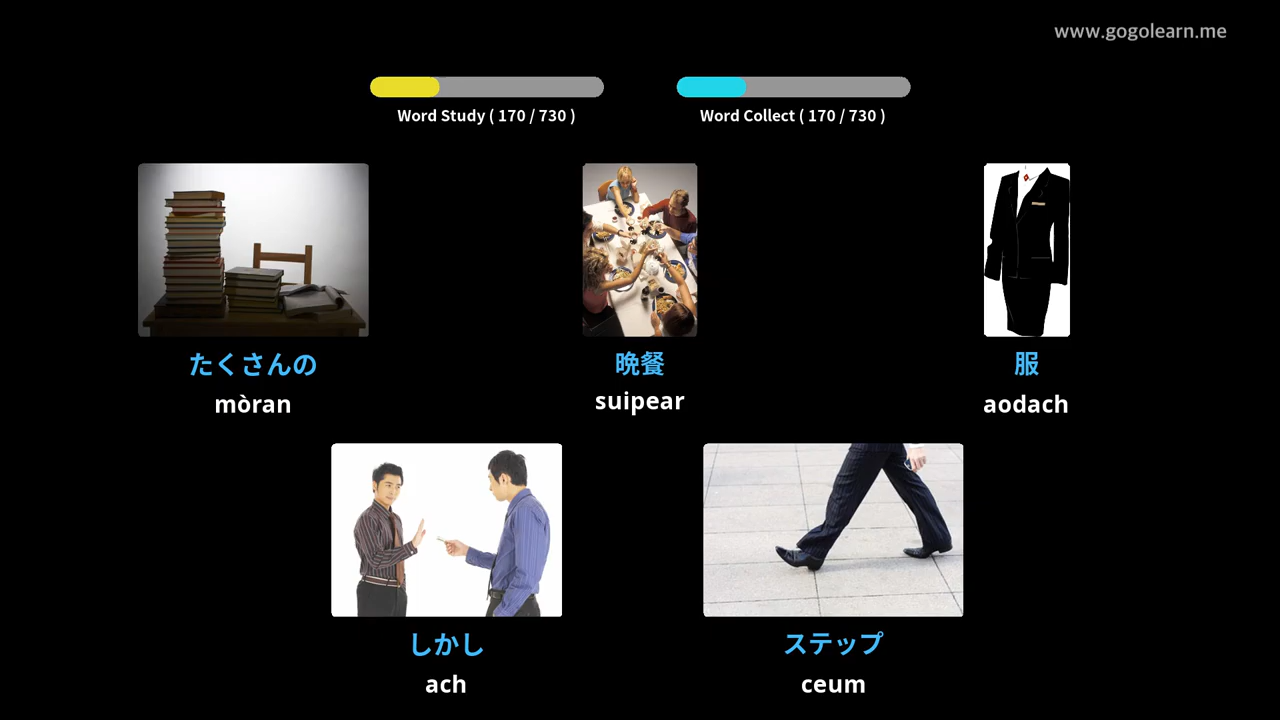 www.gogolearn.me
Word Study ( 170 / 730 )
Word Collect ( 170 / 730 )
たくさんの
mòran
晩餐
suipear
服
aodach
しかし
ach
ステップ
ceum